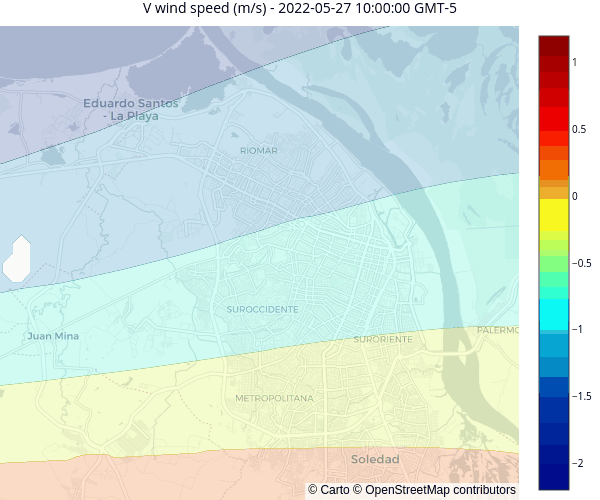 V wind speed (m/s) - 2022-05-27 10:00:00 GMT-5
Eduardo Santos
- La Playa
RIOMAR
SUROCCIDENTE
Juan Mina
SURORIENTE
PALERMO
METROPOLITANA
Soledad
© Carto © OpenStreetMap contributors
1
0.5
0
−0.5
−1
−1.5
−2